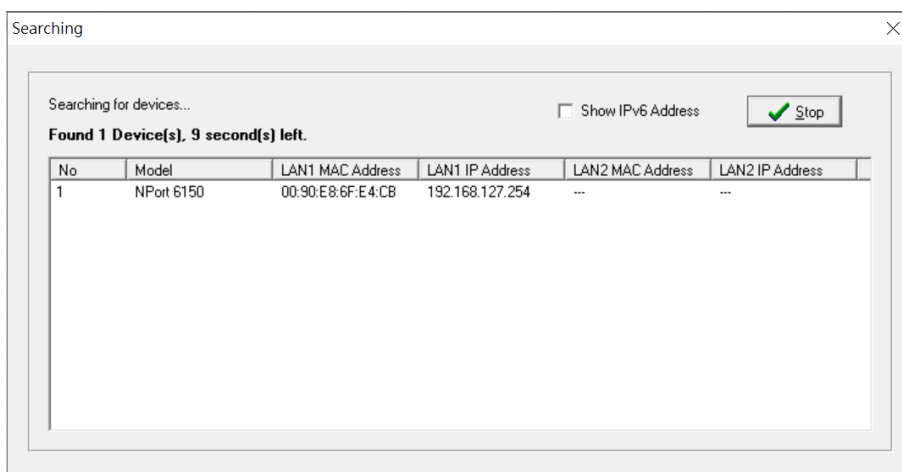 Searching
Searching for devices...
Show IPv6 Address
Stop
Found 1 Device(s), 9 second(s) left.
No Model LAN1 MAC Address LAN1 IP Address LAN2 MAC Address LAN2 IP Address
1 NPort 6150 00:90:E8:6F:E4:CB 192.168.127.254 --- ---